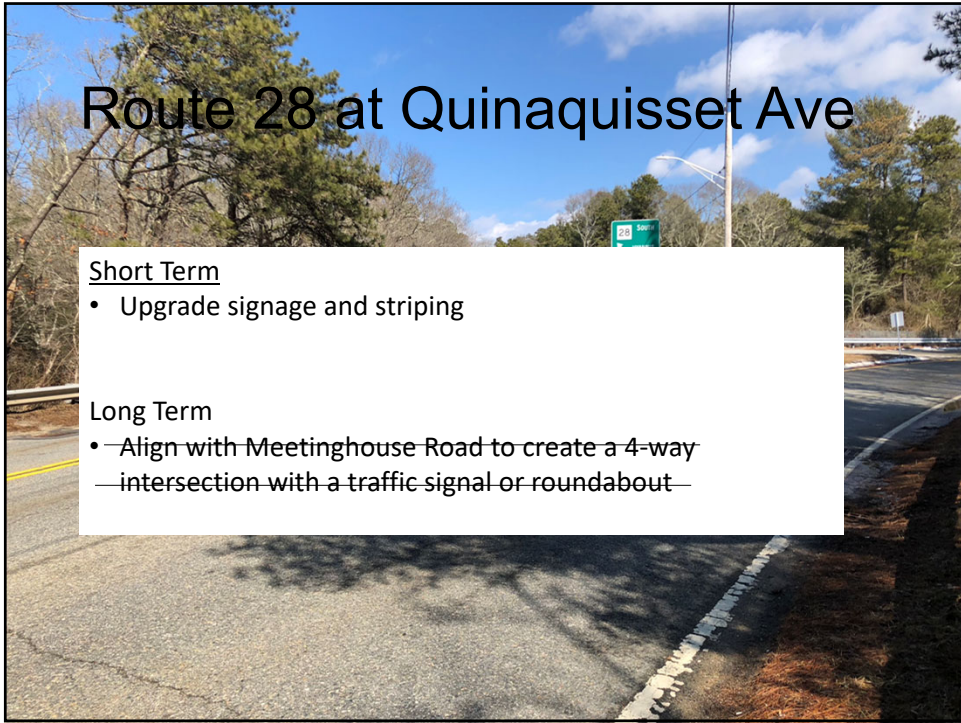 Route 28 at Quinaquisset Ave
28 South
Short Term
• Upgrade signage and striping
Long Term
• Align with Meetinghouse Road to create a 4-way
intersection with a traffic signal or roundabout